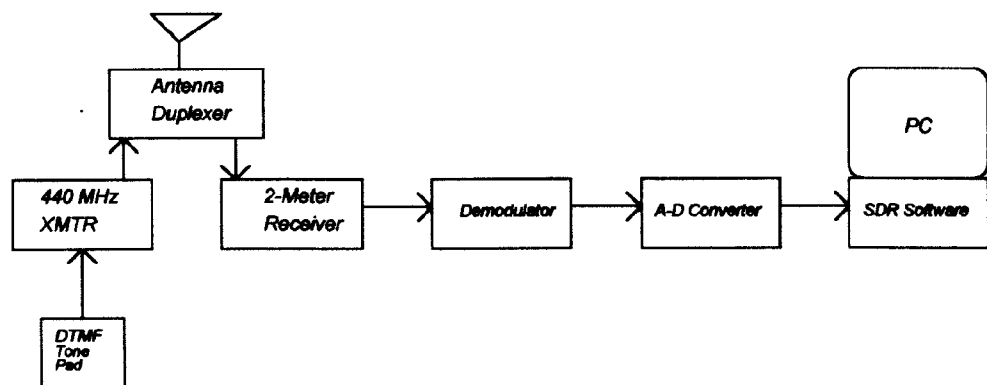 Antenna
Duplexer
PC
440 MHz
XMTR
2-Meter
Receiver
Demodulator
A-D Converter
SDR Software
DTMF
Tone
Pad